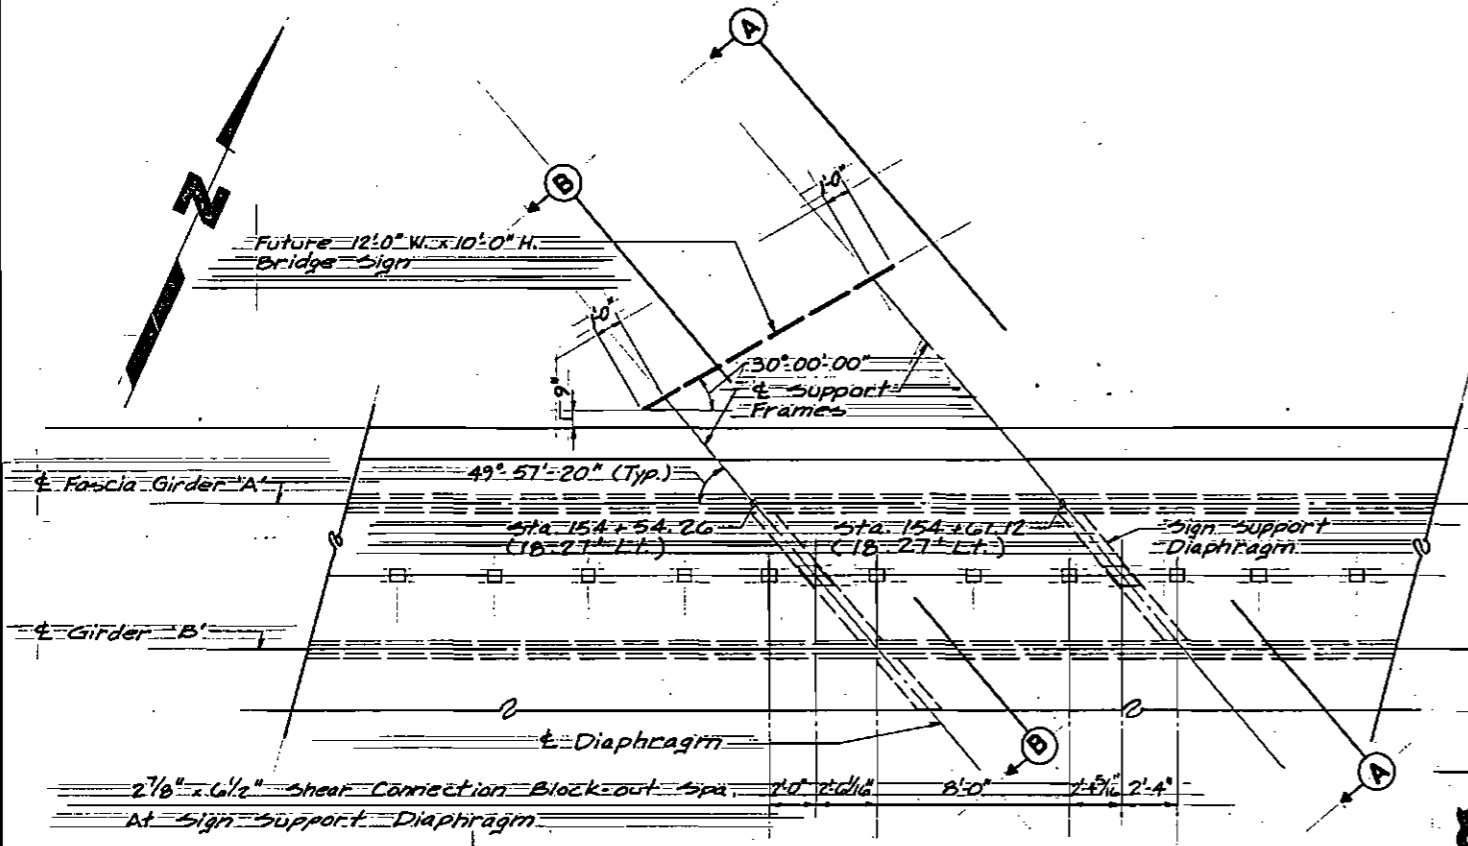 A
B
N
1'-0"
Future 12'-0" W. x 10'-0" H.
Bridge Sign
1'-0"
30°-00'-00"
1'-9"
℄ Support
Frames
49°-57'-20" (Typ.)
℄ Fascia Girder 'A'
Sta. 154+54.26
(18.27± Lt.)
Sta. 154+61.12
(18.27± Lt.)
Sign Support
Diaphragm
℄ Girder 'B'
℄ Diaphragm
B
A
2⅞" x 6½" Shear Connection Block-out Spa.
At Sign Support Diaphragm
2'-0"
8'-0"
2'-4"